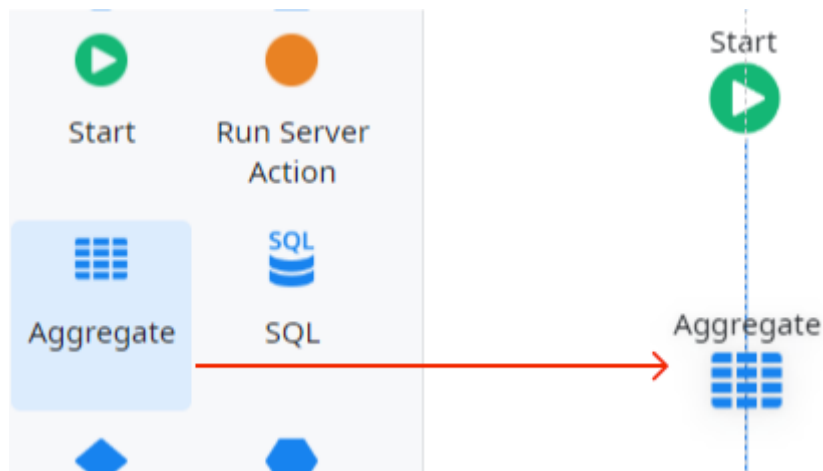 Start
Start
Run Server
Action
SQL
Aggregate
SQL
Aggregate